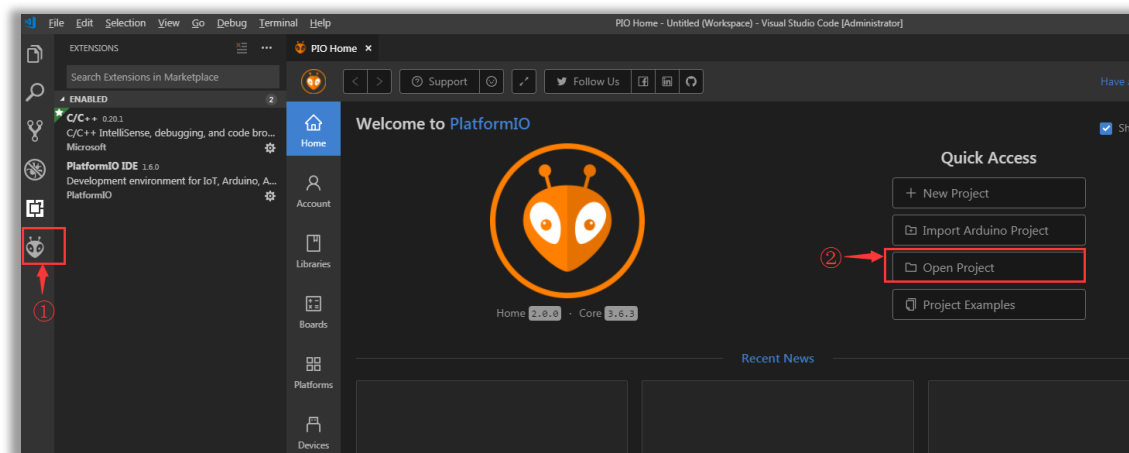 File Edit Selection View Go Debug Terminal Help PIO Home - Untitled (Workspace) - Visual Studio Code [Administrator]
EXTENSIONS
PIO Home
Search Extensions in Marketplace
Support
Follow Us
Have
ENABLED 2
C/C++ 0.20.1
C/C++ IntelliSense, debugging, and code bro...
Microsoft
PlatformIO IDE 1.6.0
Development environment for IoT, Arduino, A...
PlatformIO
①
Home
Account
Libraries
Boards
Platforms
Devices
Welcome to PlatformIO
Sh
Quick Access
New Project
Import Arduino Project
②
Open Project
Project Examples
Home 2.0.0 · Core 3.6.3
Recent News